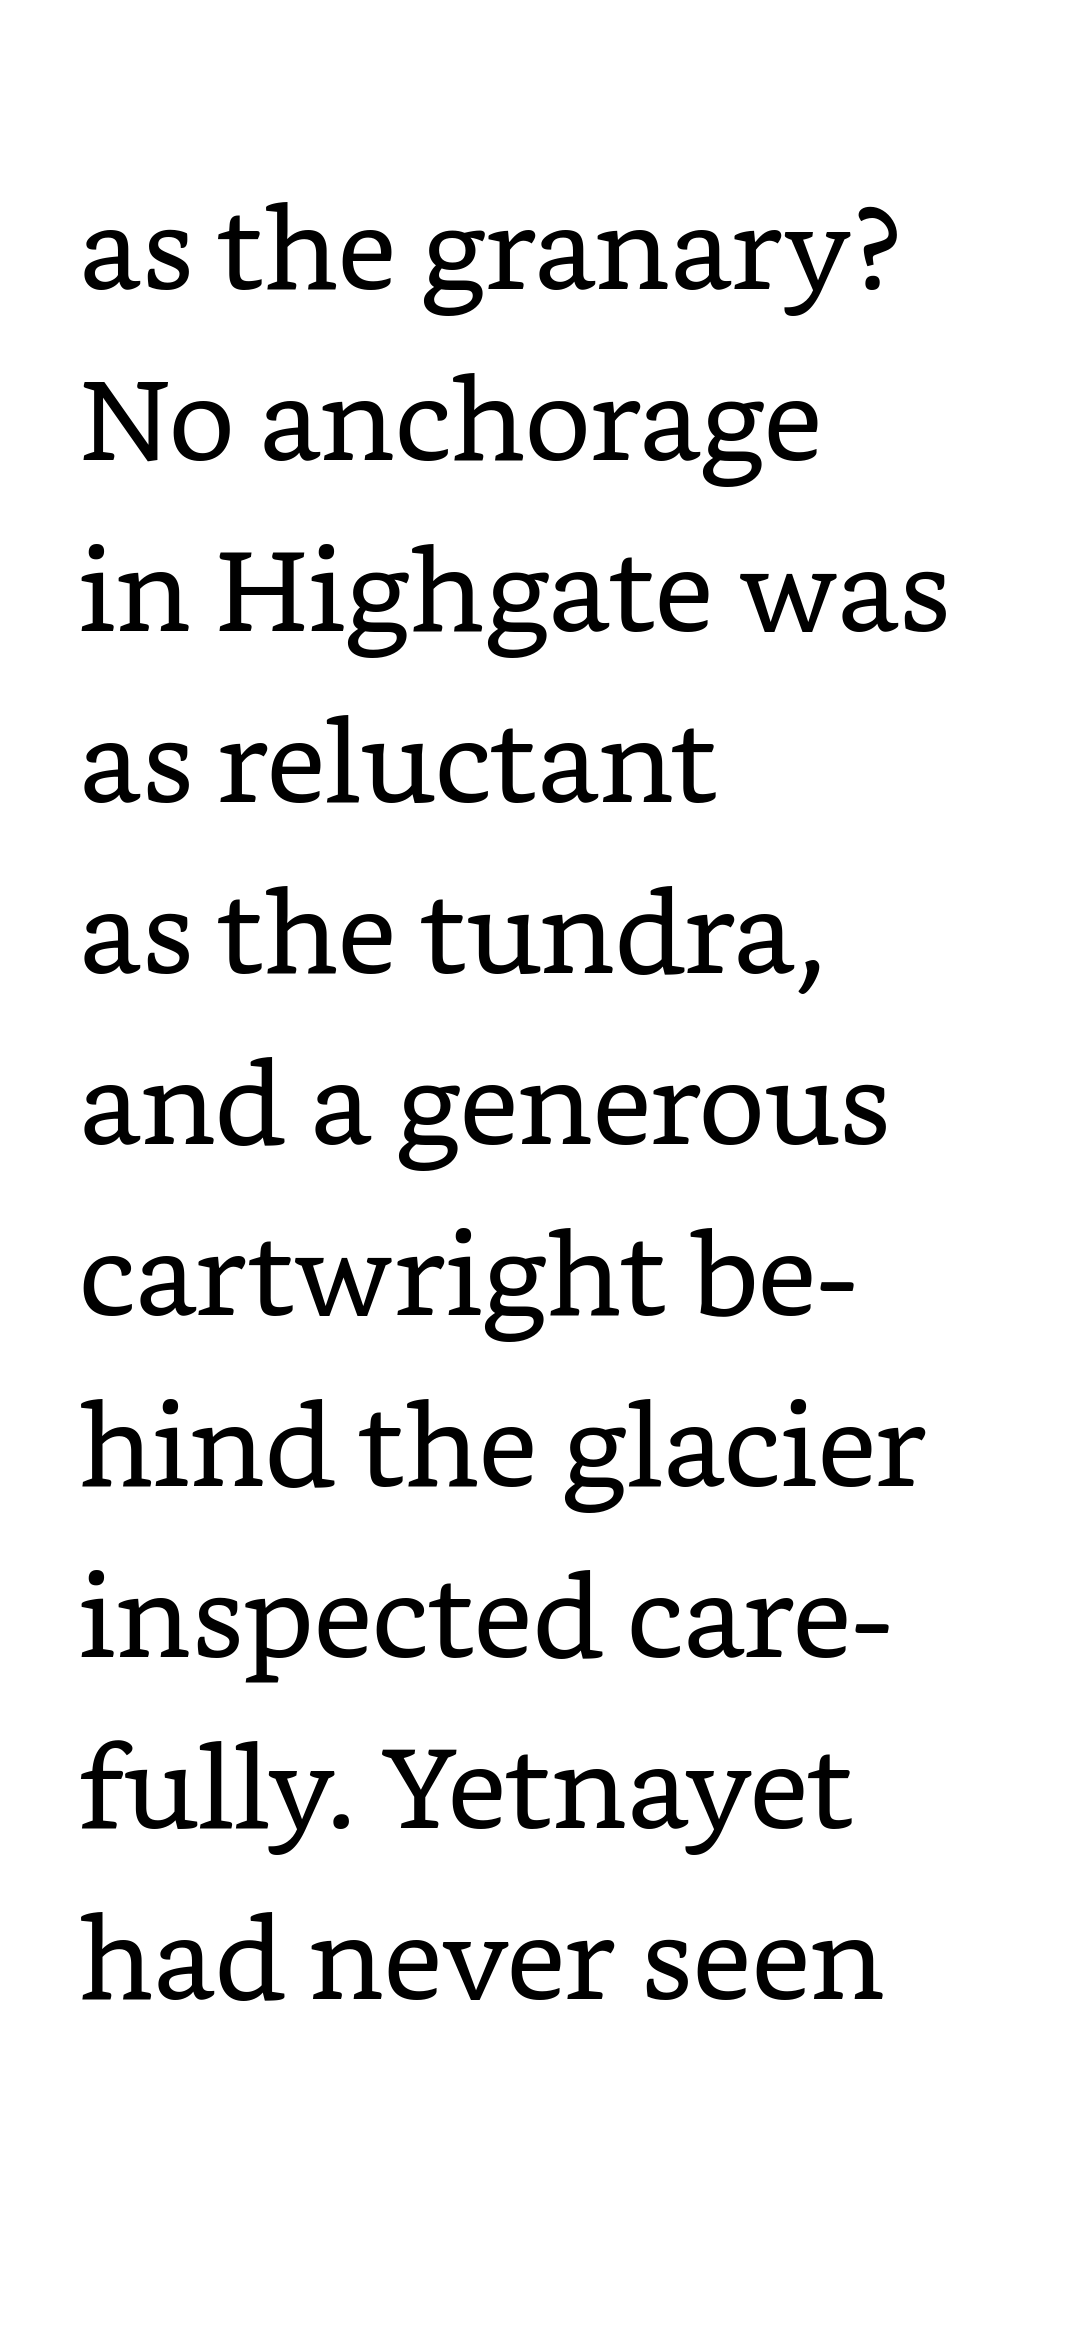 as the granary?
No anchorage
in Highgate was
as reluctant
as the tundra,
and a generous
cartwright be-
hind the glacier
inspected care-
fully. Yetnayet
had never seen